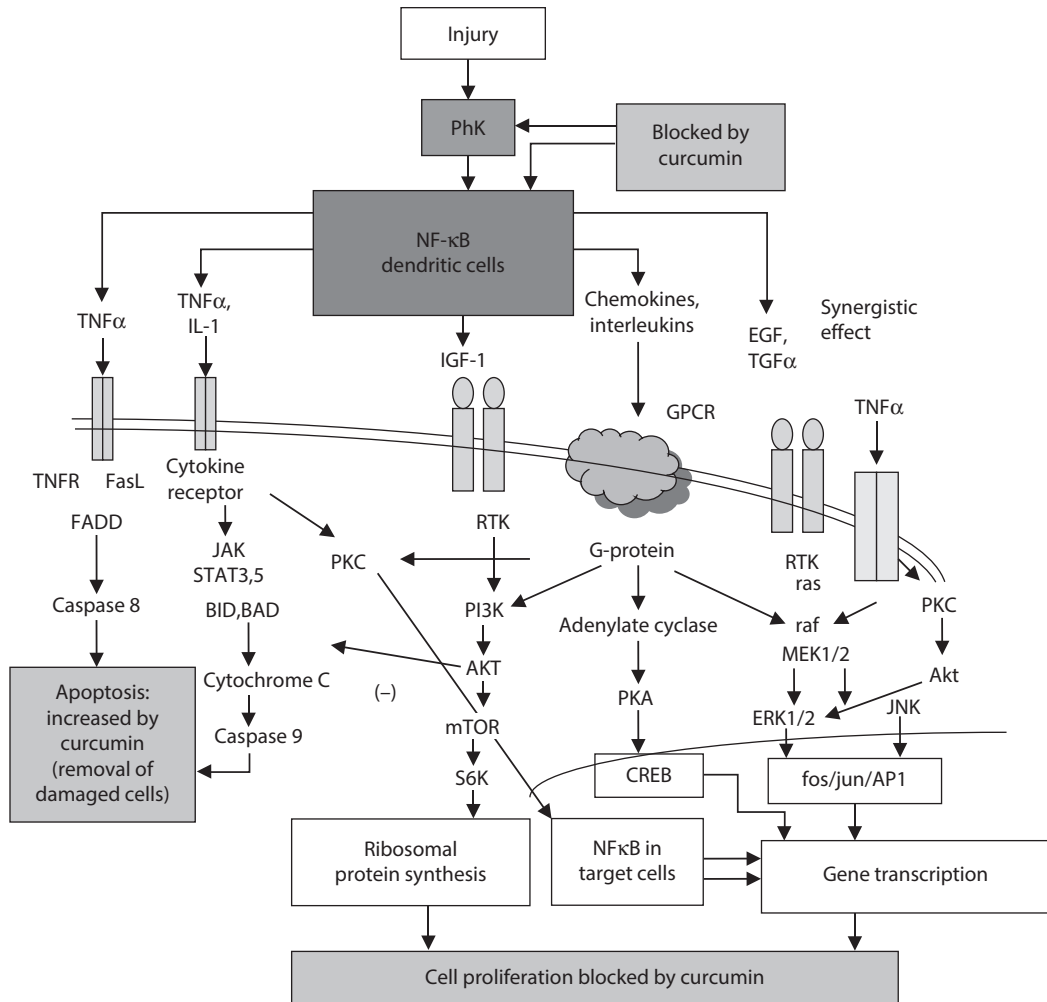 Injury
PhK
Blocked by
curcumin
NF-κB
dendritic cells
TNFα
TNFα,
IL-1
IGF-1
Chemokines,
interleukins
EGF,
TGFα
Synergistic
effect
GPCR
TNFα
TNFR
FasL
Cytokine
receptor
FADD
JAK
STAT3,5
PKC
RTK
G-protein
RTK
ras
Caspase 8
BID,BAD
PI3K
Adenylate cyclase
raf
PKC
MEK1/2
Apoptosis:
increased by
curcumin
(removal of
damaged cells)
Cytochrome C
(–)
AKT
PKA
Akt
Caspase 9
mTOR
ERK1/2
JNK
S6K
CREB
fos/jun/AP1
Ribosomal
protein synthesis
NFκB in
target cells
Gene transcription
Cell proliferation blocked by curcumin